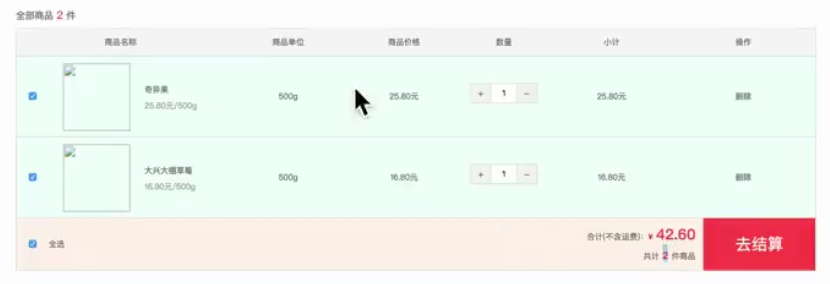 全部商品 2 件
商品名称 商品单位 商品价格 数量 小计 操作
奇异果
25.80元/500g
500g 25.80元 + 1 − 25.80元 删除
大兴大棚草莓
16.80元/500g
500g 16.80元 + 1 − 16.80元 删除
全选
合计(不含运费): ¥ 42.60
共计 2 件商品
去结算